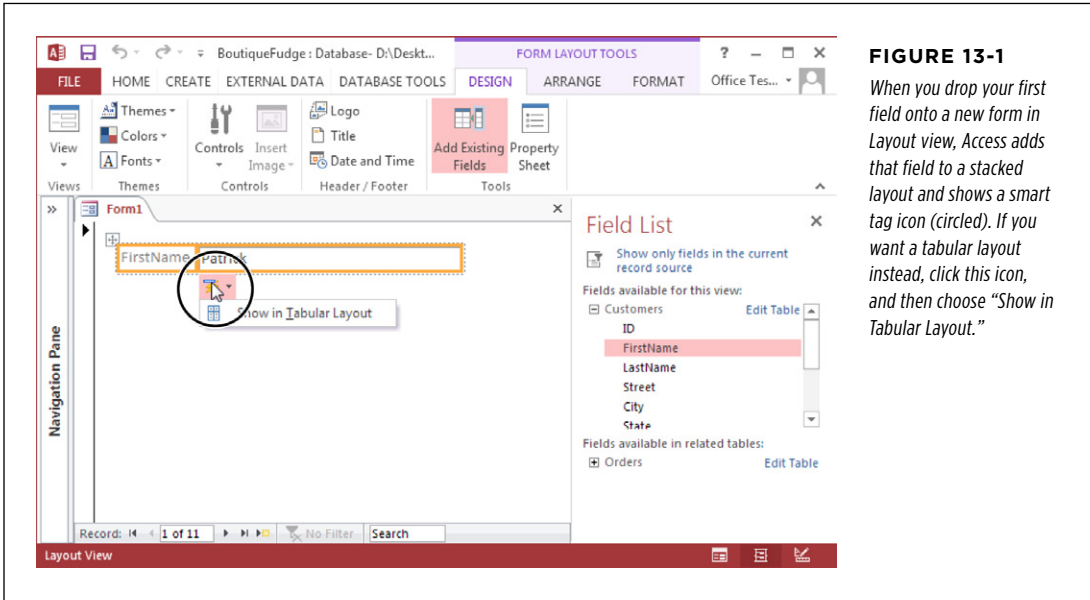 BoutiqueFudge : Database- D:\Deskt...
FORM LAYOUT TOOLS
?
FILE HOME CREATE EXTERNAL DATA DATABASE TOOLS DESIGN ARRANGE FORMAT Office Tes...
View
Themes
Colors
A Fonts
Controls
Insert Image
Logo
Title
Date and Time
Add Existing Fields
Property Sheet
Views Themes Controls Header / Footer Tools
Navigation Pane
Form1
FirstName Patrick
Show in Tabular Layout
Field List
Show only fields in the current
record source
Fields available for this view:
Customers Edit Table
ID
FirstName
LastName
Street
City
State
Fields available in related tables:
Orders Edit Table
Record: 1 of 11 No Filter Search
Layout View
FIGURE 13-1
When you drop your first
field onto a new form in
Layout view, Access adds
that field to a stacked
layout and shows a smart
tag icon (circled). If you
want a tabular layout
instead, click this icon,
and then choose “Show in
Tabular Layout.”